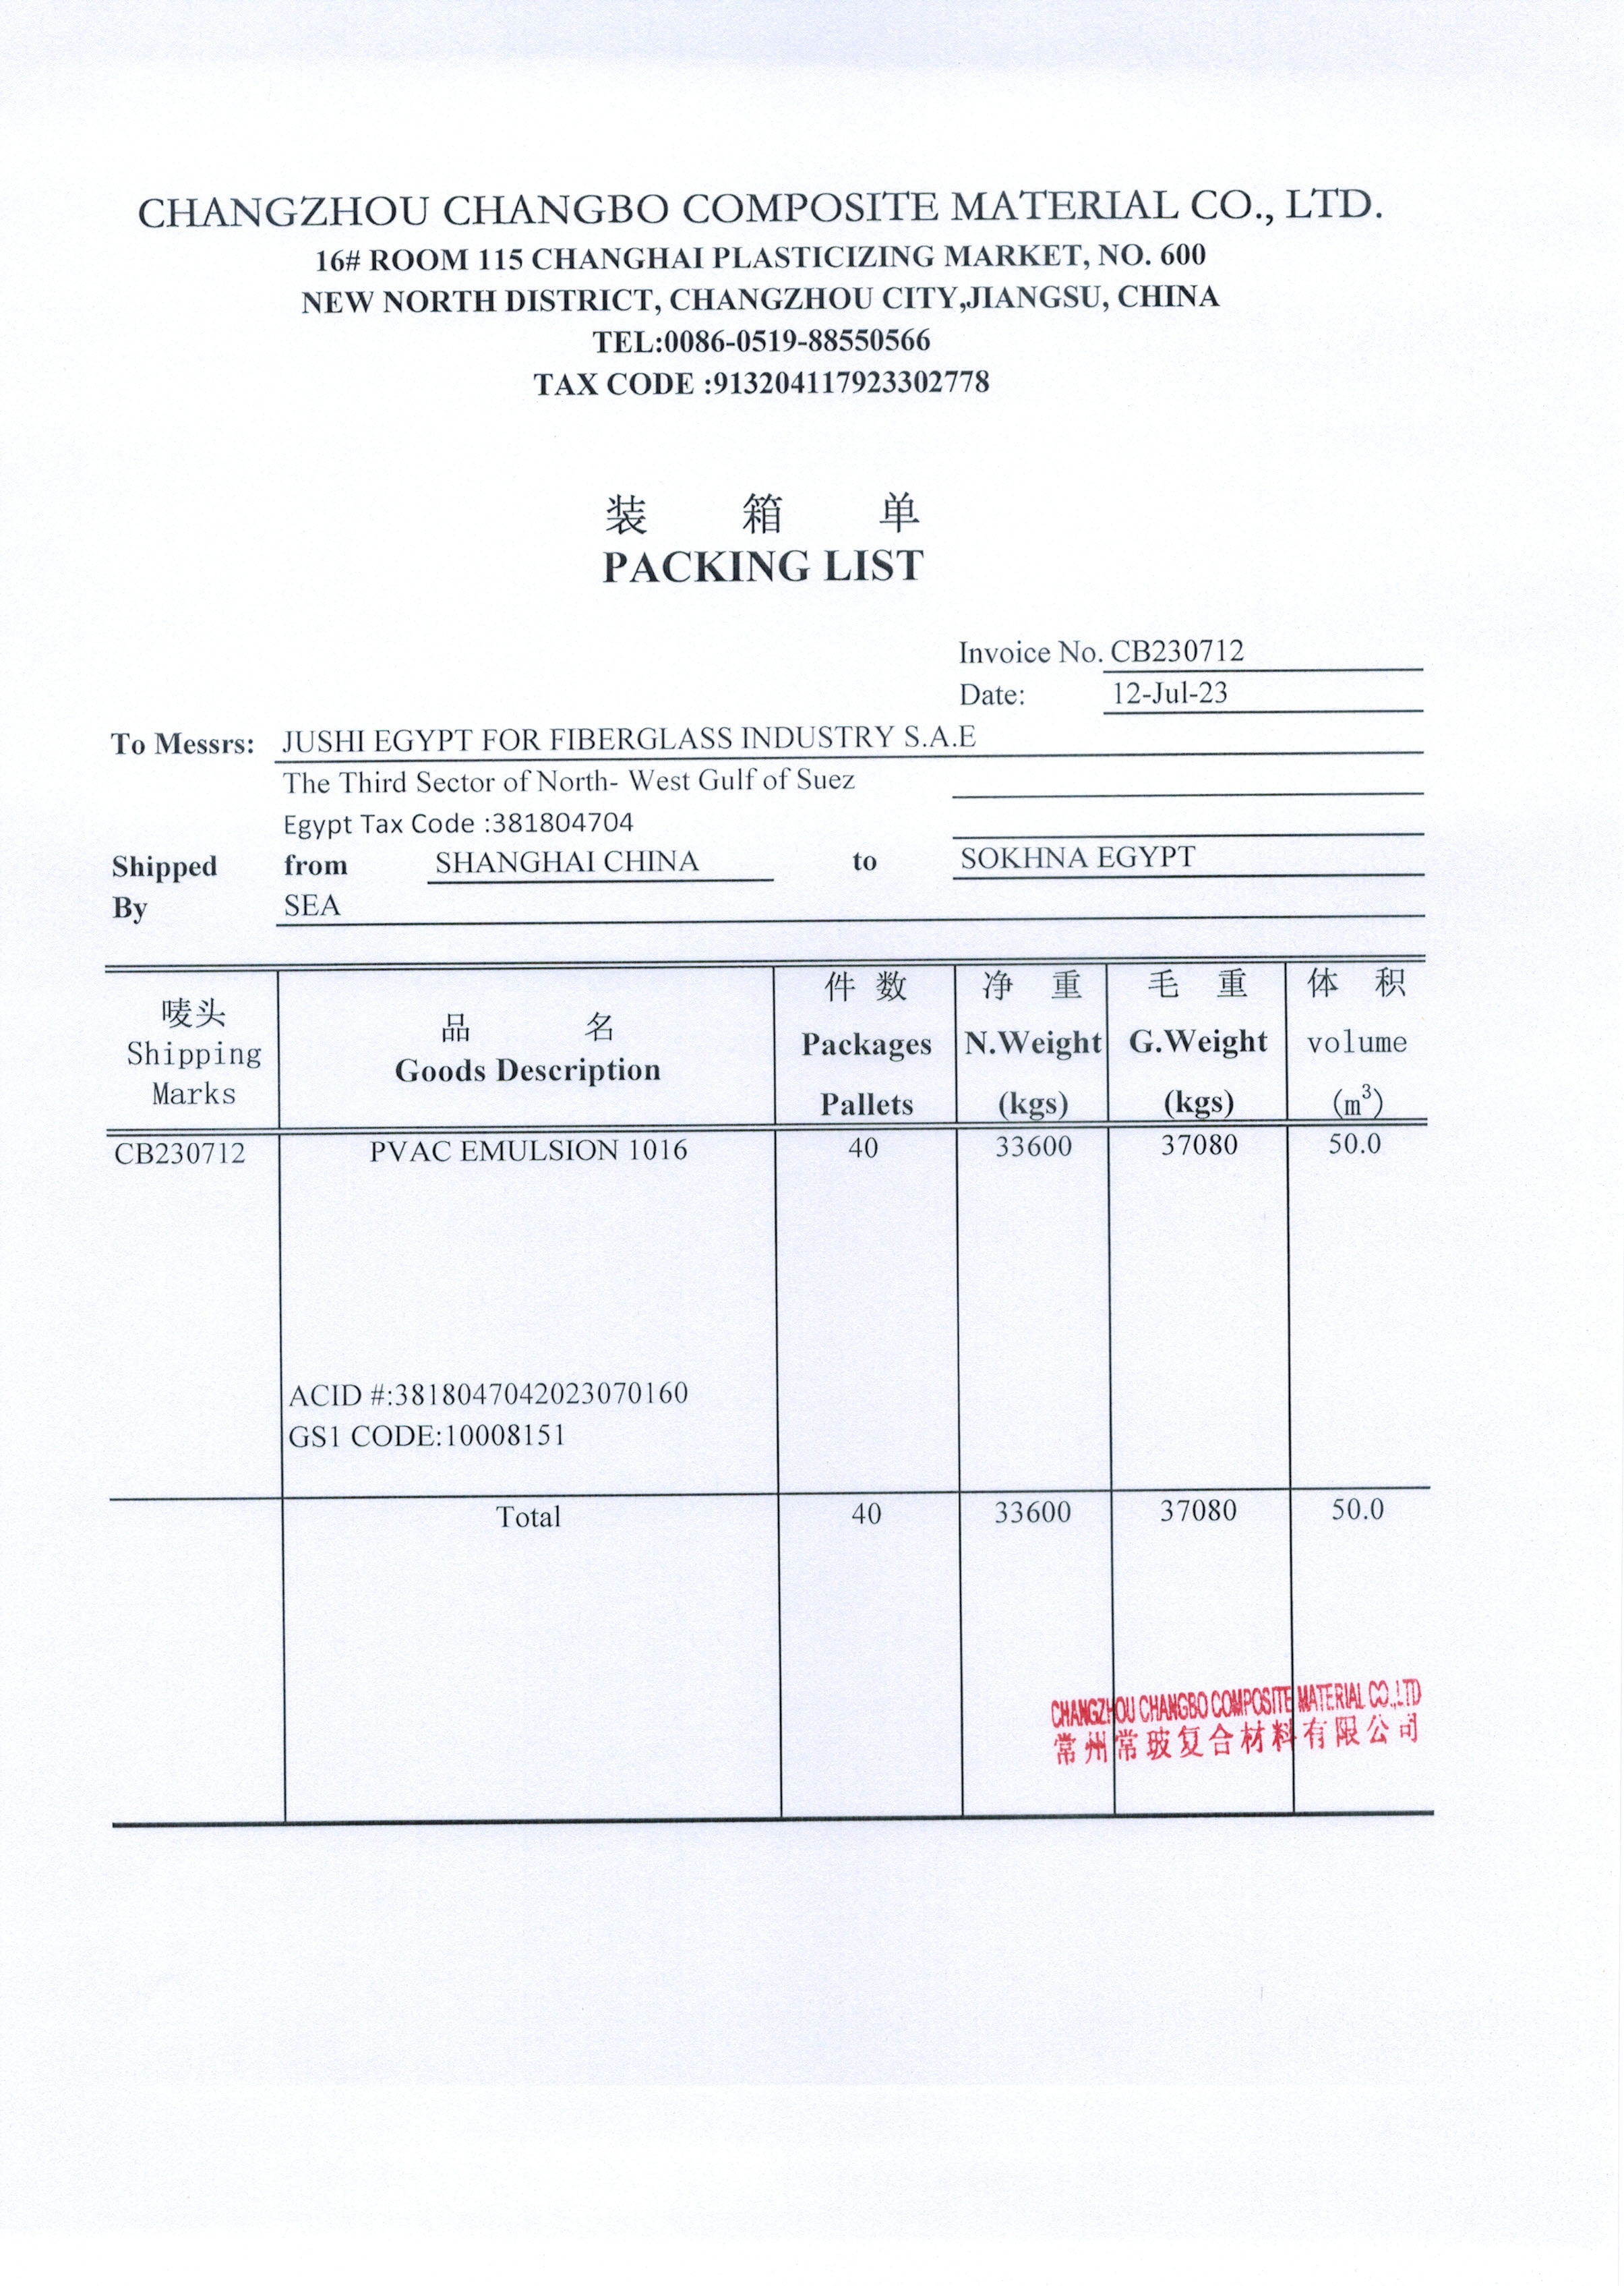 CHANGZHOU CHANGBO COMPOSITE MATERIAL CO., LTD.
16# ROOM 115 CHANGHAI PLASTICIZING MARKET, NO. 600
NEW NORTH DISTRICT, CHANGZHOU CITY,JIANGSU, CHINA
TEL:0086-0519-88550566
TAX CODE :913204117923302778
装 箱 单
PACKING LIST
Invoice No. CB230712
Date: 12-Jul-23
To Messrs: JUSHI EGYPT FOR FIBERGLASS INDUSTRY S.A.E
The Third Sector of North- West Gulf of Suez
Egypt Tax Code :381804704
Shipped from SHANGHAI CHINA to SOKHNA EGYPT
By SEA
唛头 Shipping Marks
品 名 Goods Description
件 数 Packages Pallets
净 重 N.Weight (kgs)
毛 重 G.Weight (kgs)
体 积 volume (m³)
CB230712 PVAC EMULSION 1016 40 33600 37080 50.0
ACID #:3818047042023070160
GS1 CODE:10008151
Total 40 33600 37080 50.0
CHANGZHOU CHANGBO COMPOSITE MATERIAL CO.,LTD
常州常玻复合材料有限公司